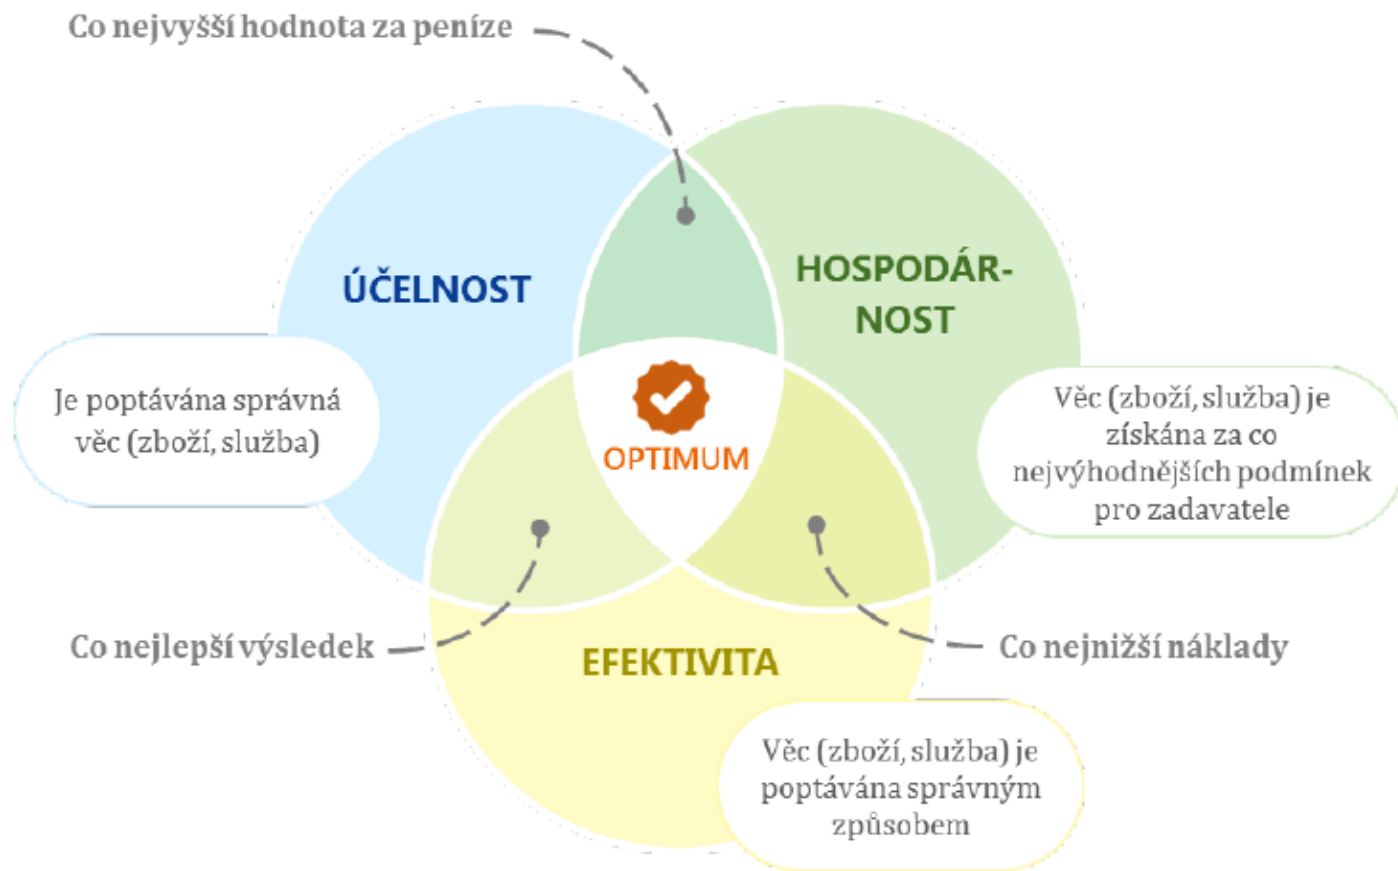 Co nejvyšší hodnota za peníze
ÚČELNOST
HOSPODÁR-
NOST
Je poptávána správná
věc (zboží, služba)
OPTIMUM
Věc (zboží, služba) je
získána za co
nejvýhodnějších podmínek
pro zadavatele
Co nejlepší výsledek
EFEKTIVITA
Co nejnižší náklady
Věc (zboží, služba) je
poptávána správným
způsobem